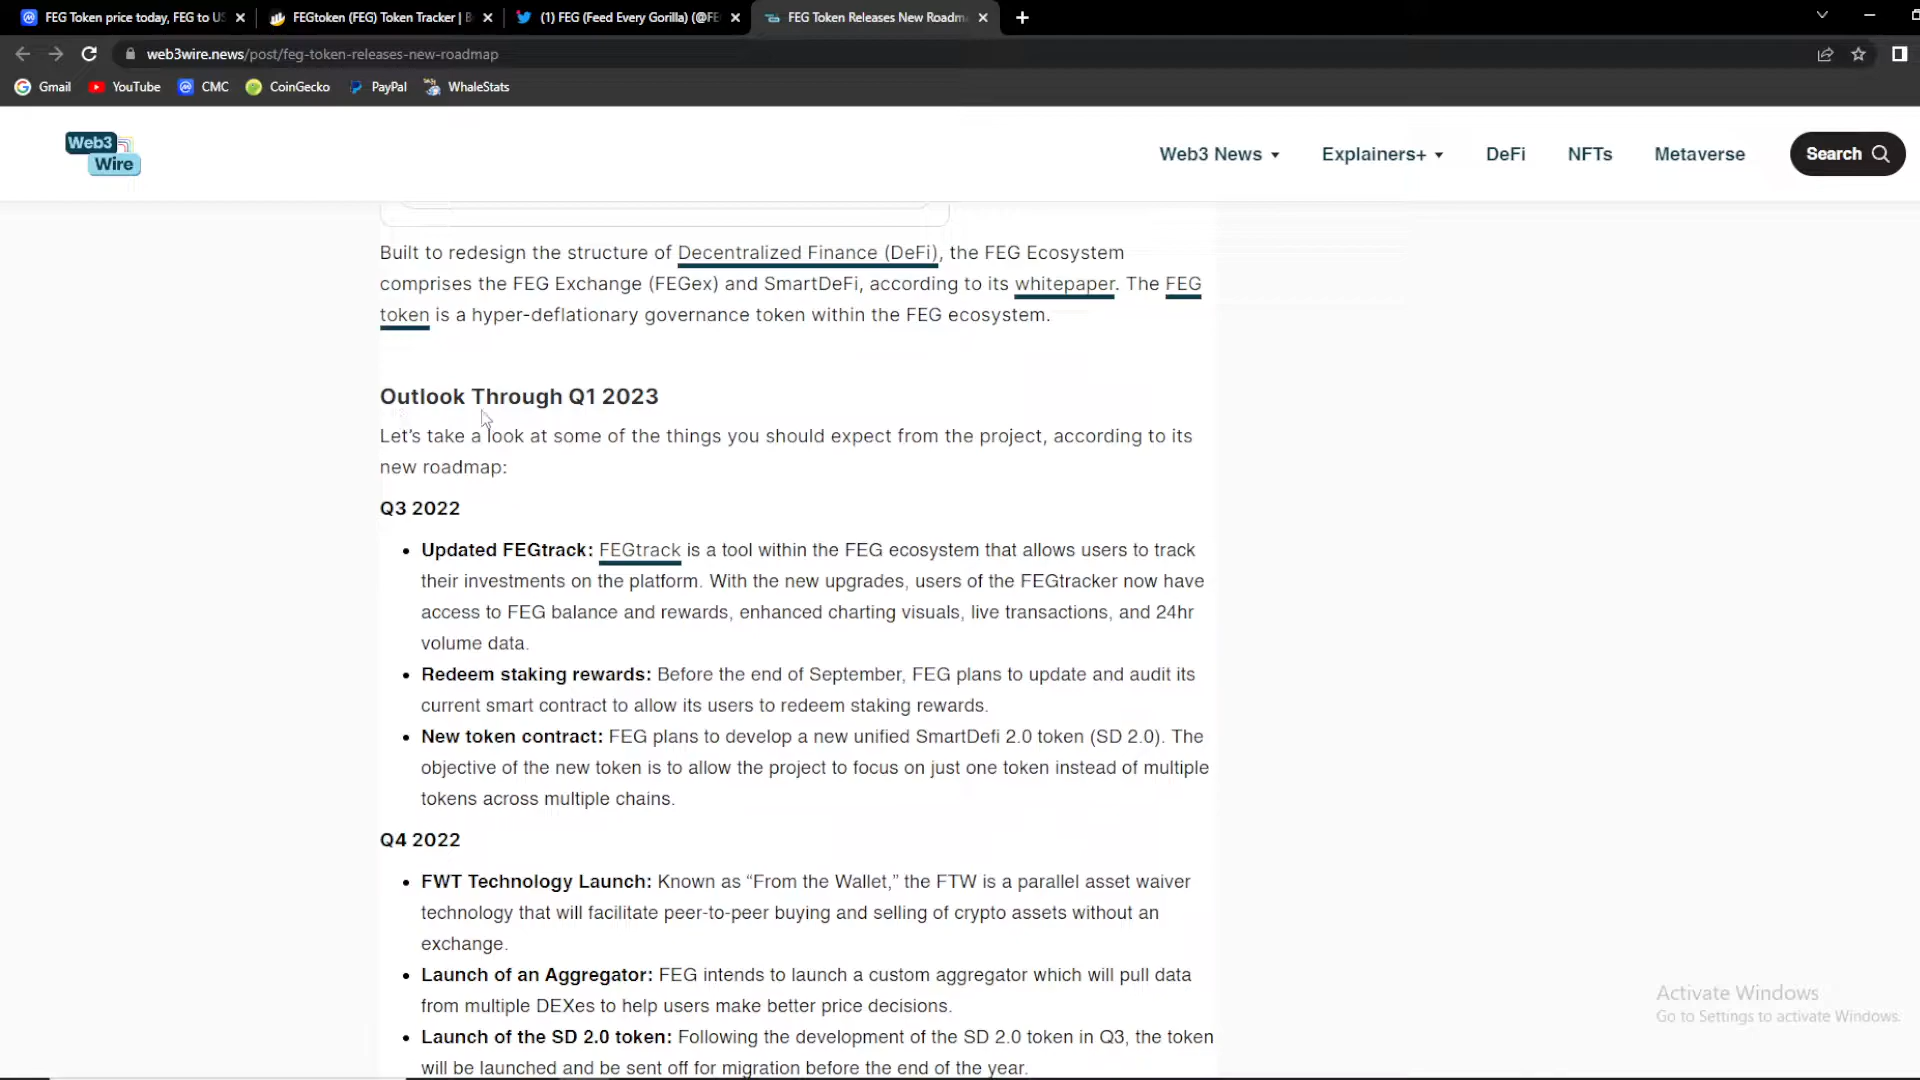 FEG Token price today, FEG to US
FEGtoken (FEG) Token Tracker | B
(1) FEG (Feed Every Gorilla) (@FE
FEG Token Releases New Roadm
web3wire.news/post/feg-token-releases-new-roadmap
Gmail YouTube CMC CoinGecko PayPal WhaleStats
Web3
Wire
Web3 News Explainers+ DeFi NFTs Metaverse Search
Built to redesign the structure of Decentralized Finance (DeFi), the FEG Ecosystem
comprises the FEG Exchange (FEGex) and SmartDeFi, according to its whitepaper. The FEG
token is a hyper-deflationary governance token within the FEG ecosystem.
Outlook Through Q1 2023
Let's take a look at some of the things you should expect from the project, according to its
new roadmap:
Q3 2022
• Updated FEGtrack: FEGtrack is a tool within the FEG ecosystem that allows users to track
their investments on the platform. With the new upgrades, users of the FEGtracker now have
access to FEG balance and rewards, enhanced charting visuals, live transactions, and 24hr
volume data.
• Redeem staking rewards: Before the end of September, FEG plans to update and audit its
current smart contract to allow its users to redeem staking rewards.
• New token contract: FEG plans to develop a new unified SmartDefi 2.0 token (SD 2.0). The
objective of the new token is to allow the project to focus on just one token instead of multiple
tokens across multiple chains.
Q4 2022
• FWT Technology Launch: Known as “From the Wallet,” the FTW is a parallel asset waiver
technology that will facilitate peer-to-peer buying and selling of crypto assets without an
exchange.
• Launch of an Aggregator: FEG intends to launch a custom aggregator which will pull data
from multiple DEXes to help users make better price decisions.
• Launch of the SD 2.0 token: Following the development of the SD 2.0 token in Q3, the token
will be launched and be sent off for migration before the end of the year.
Activate Windows
Go to Settings to activate Windows.